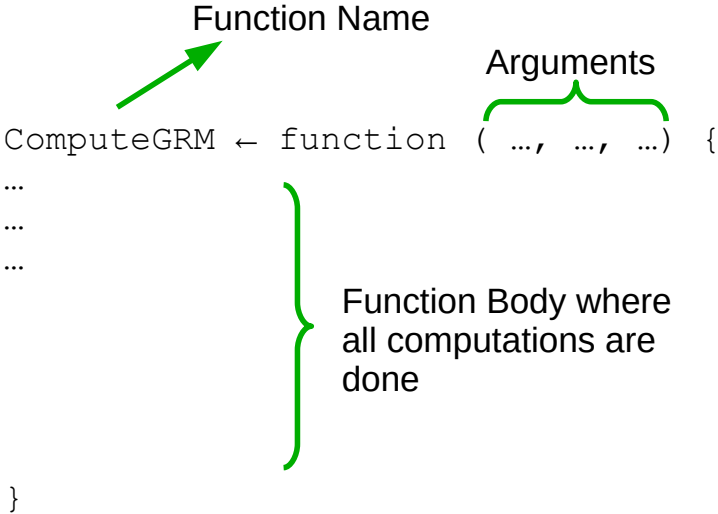 Function Name
Arguments
ComputeGRM ← function ( …, …, …) {
…
…
…
Function Body where
all computations are
done
}